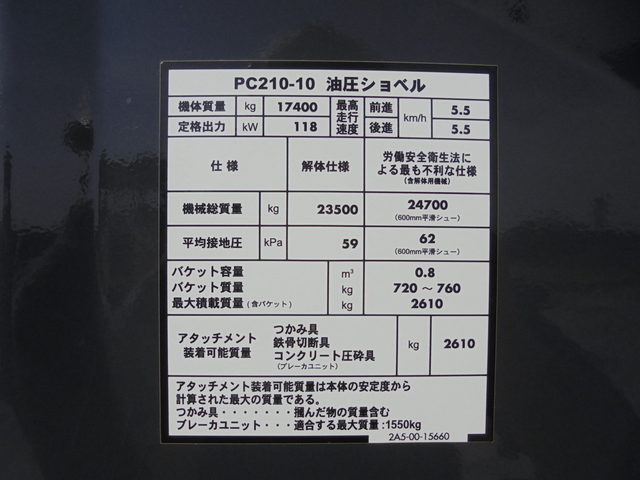 PC210-10 油圧ショベル
機体質量 kg 17400 最高走行速度 前進 km/h 5.5
定格出力 kW 118 後進 5.5
仕様 解体仕様 労働安全衛生法に
よる最も不利な仕様
(含解体用機械)
機械総質量 kg 23500 24700
(600mm平滑シュー)
平均接地圧 kPa 59 62
(600mm平滑シュー)
バケット容量 m³ 0.8
バケット質量 kg 720～760
最大積載質量(含バケット) kg 2610
アタッチメント
装着可能質量
つかみ具
鉄骨切断具
コンクリート圧砕具
(ブレーカユニット)
kg 2610
アタッチメント装着可能質量は本体の安定度から
計算された最大の質量である。
つかみ具・・・・・・・掴んだ物の質量含む
ブレーカユニット・・・適合する最大質量:1550kg
2A5-00-15660